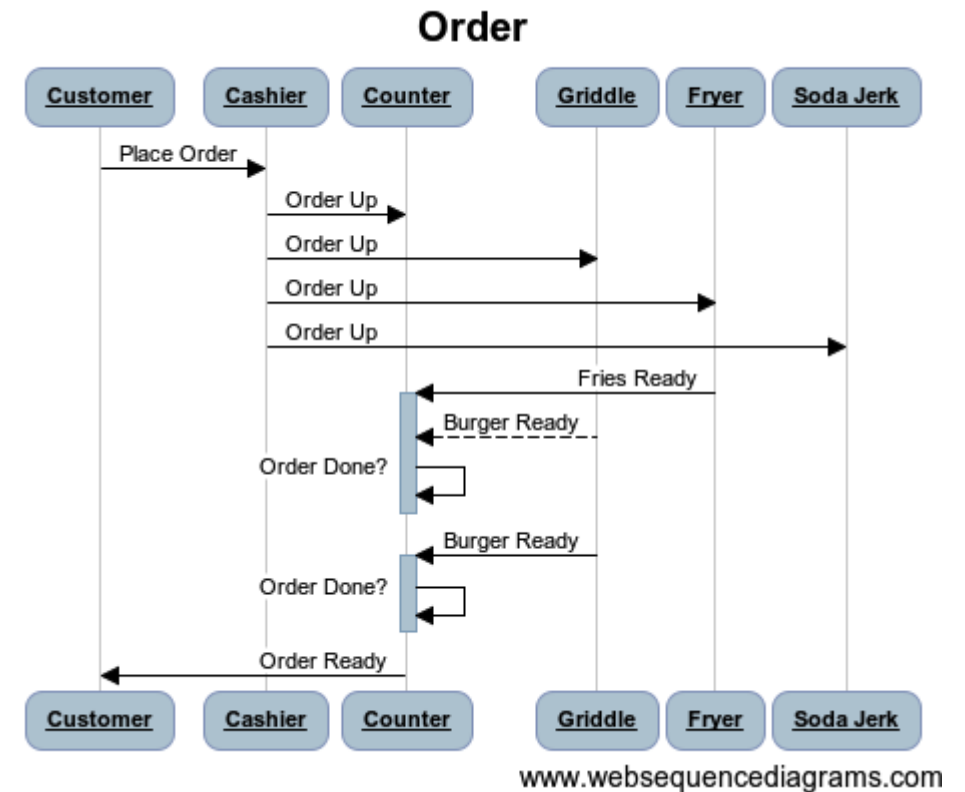 Order
Customer Cashier Counter Griddle Fryer Soda Jerk
Place Order
Order Up
Order Up
Order Up
Order Up
Fries Ready
Burger Ready
Order Done?
Burger Ready
Order Done?
Order Ready
Customer Cashier Counter Griddle Fryer Soda Jerk
www.websequencediagrams.com